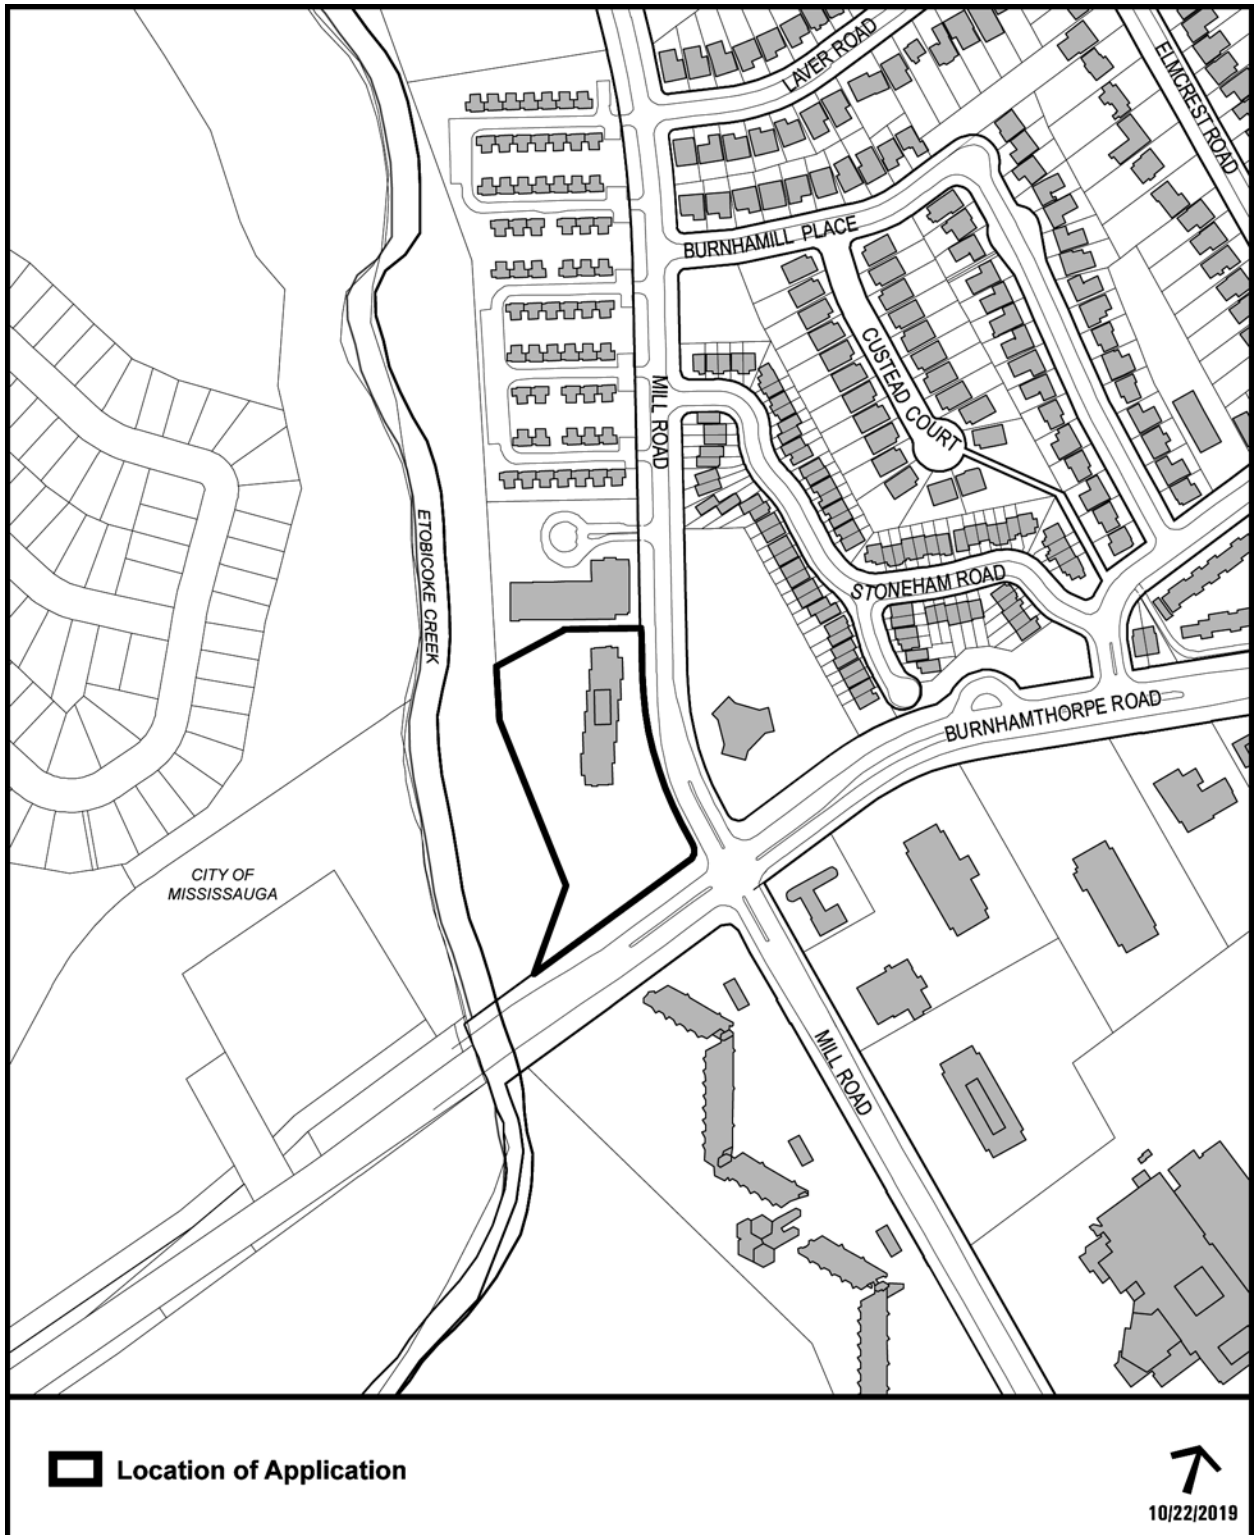 LAVER ROAD
ELMCREST ROAD
BURNHAMILL PLACE
CUSTEAD COURT
MILL ROAD
ETOBICOKE CREEK
STONEHAM ROAD
BURNHAMTHORPE ROAD
CITY OF
MISSISSAUGA
MILL ROAD
Location of Application
10/22/2019